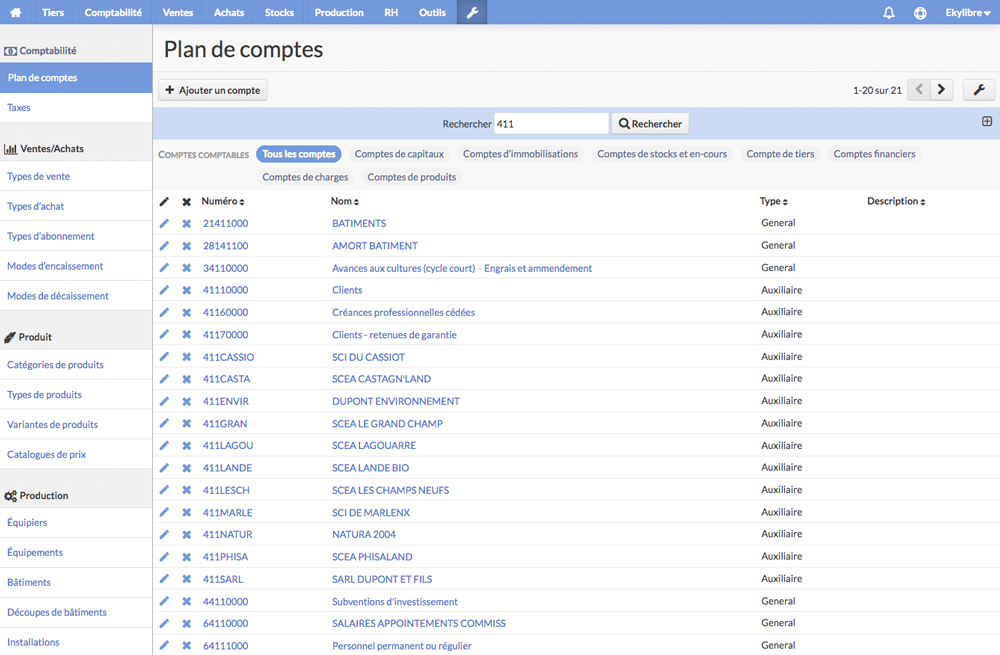 Tiers Comptabilité Ventes Achats Stocks Production RH Outils Ekylibre
Comptabilité
Plan de comptes
Taxes
Ventes/Achats
Types de vente
Types d'achat
Types d'abonnement
Modes d'encaissement
Modes de décaissement
Produit
Catégories de produits
Types de produits
Variantes de produits
Catalogues de prix
Production
Équipiers
Équipements
Bâtiments
Découpes de bâtiments
Installations
Plan de comptes
Ajouter un compte 1-20 sur 21
Rechercher 411 Rechercher
COMPTES COMPTABLES Tous les comptes Comptes de capitaux Comptes d'immobilisations Comptes de stocks et en-cours Compte de tiers Comptes financiers
Comptes de charges Comptes de produits
Numéro Nom Type Description
21411000 BATIMENTS General
28141100 AMORT BATIMENT General
34110000 Avances aux cultures (cycle court) - Engrais et ammendement General
41110000 Clients Auxiliaire
41160000 Créances professionnelles cédées Auxiliaire
41170000 Clients - retenues de garantie Auxiliaire
411CASSIO SCI DU CASSIOT Auxiliaire
411CASTA SCEA CASTAGN'LAND Auxiliaire
411ENVIR DUPONT ENVIRONNEMENT Auxiliaire
411GRAN SCEA LE GRAND CHAMP Auxiliaire
411LAGOU SCEA LAGOUARRE Auxiliaire
411LANDE SCEA LANDE BIO Auxiliaire
411LESCH SCEA LES CHAMPS NEUFS Auxiliaire
411MARLE SCI DE MARLENX Auxiliaire
411NATUR NATURA 2004 Auxiliaire
411PHISA SCEA PHISALAND Auxiliaire
411SARL SARL DUPONT ET FILS Auxiliaire
44110000 Subventions d'investissement General
64110000 SALAIRES APPOINTEMENTS COMMISS General
64111000 Personnel permanent ou régulier General